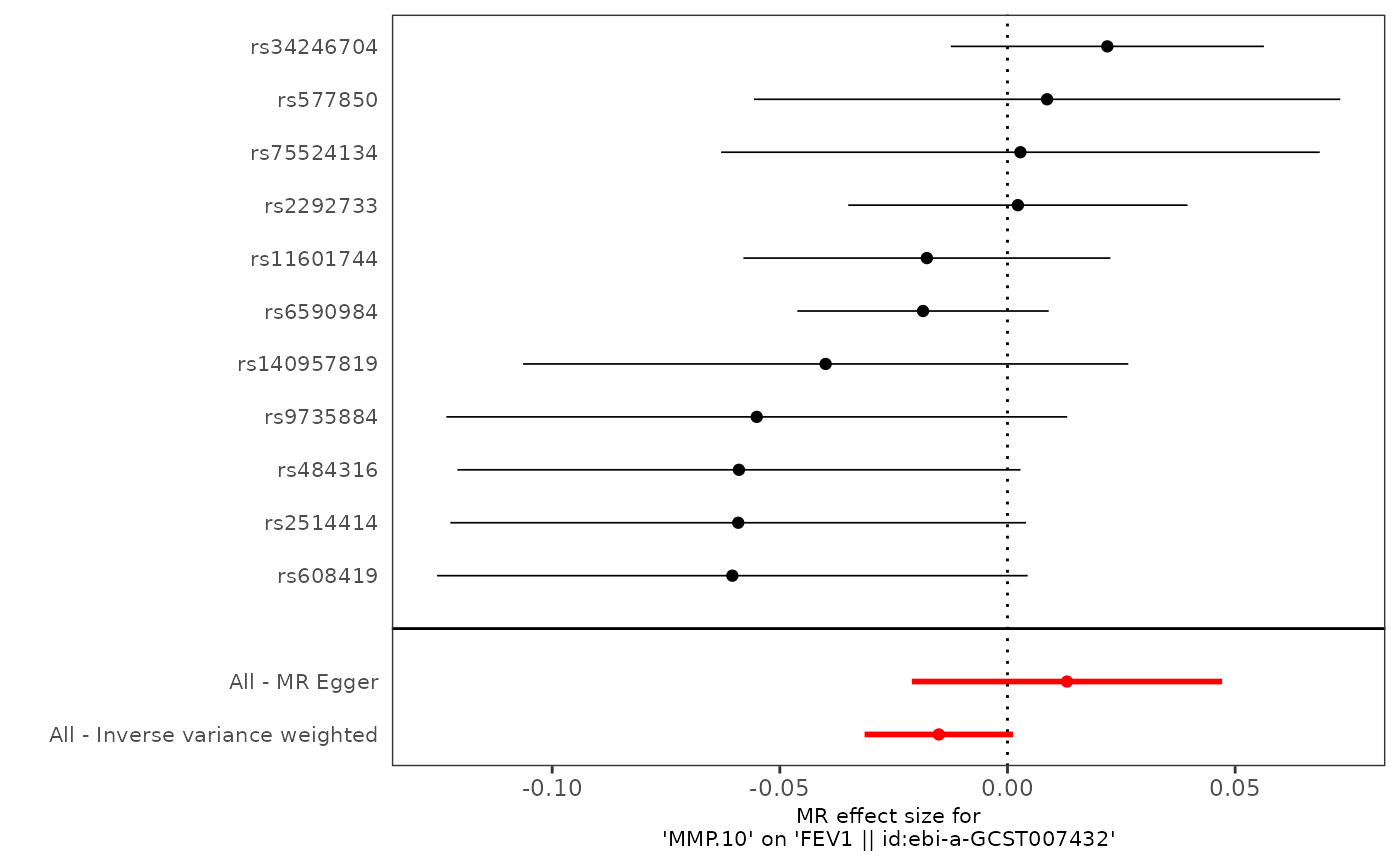 rs34246704
rs577850
rs75524134
rs2292733
rs11601744
rs6590984
rs140957819
rs9735884
rs484316
rs2514414
rs608419
All - MR Egger
All - Inverse variance weighted
-0.10 -0.05 0.00 0.05
MR effect size for
'MMP.10' on 'FEV1 || id:ebi-a-GCST007432'